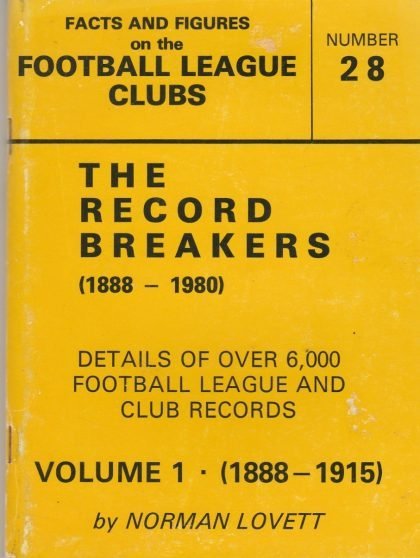 FACTS AND FIGURES
on the
FOOTBALL LEAGUE
CLUBS
NUMBER
28
THE
RECORD
BREAKERS
(1888 – 1980)
DETAILS OF OVER 6,000
FOOTBALL LEAGUE AND
CLUB RECORDS
VOLUME 1 · (1888–1915)
by NORMAN LOVETT